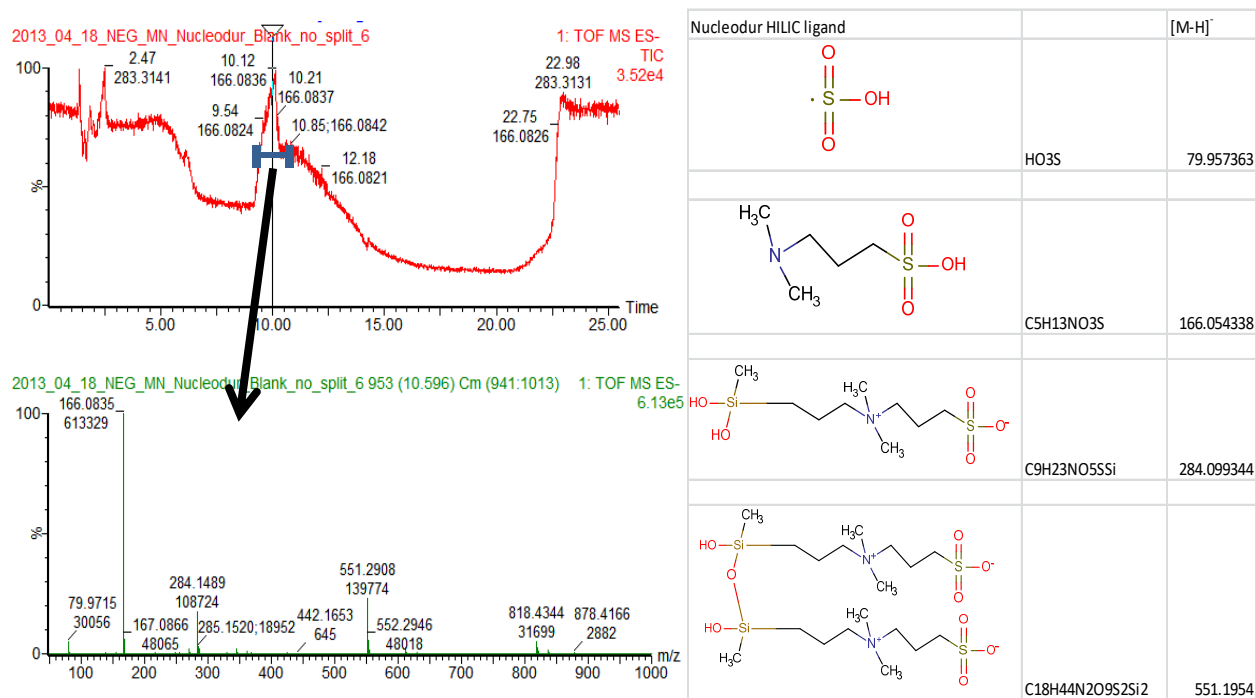 2013_04_18_NEG_MN_Nucleodur_Blank_no_split_6
1: TOF MS ES-
TIC
3.52e4
100
%
0
2.47
283.3141
10.12
166.0836
10.21
166.0837
9.54
166.0824
10.85;166.0842
12.18
166.0821
22.98
283.3131
22.75
166.0826
Time
5.00
10.00
15.00
20.00
25.00
2013_04_18_NEG_MN_Nucleodur_Blank_no_split_6 953 (10.596) Cm (941:1013)
1: TOF MS ES-
6.13e5
100
%
0
166.0835
613329
79.9715
30056
167.0866
48065
284.1489
108724
285.1520;18952
442.1653
645
551.2908
139774
552.2946
48018
818.4344
31699
878.4166
2882
m/z
100
200
300
400
500
600
700
800
900
1000
Nucleodur HILIC ligand
[M-H]-
O
S
OH
O
HO3S
79.957363
H3C
N
CH3
O
S
OH
O
C5H13NO3S
166.054338
CH3
HO
Si
HO
H3C
N+
CH3
O
S
O-
O
C9H23NO5SSi
284.099344
CH3
HO
Si
H3C
N+
CH3
O
S
O-
O
O
HO
Si
CH3
H3C
N+
CH3
O
S
O-
O
C18H44N2O9S2Si2
551.1954